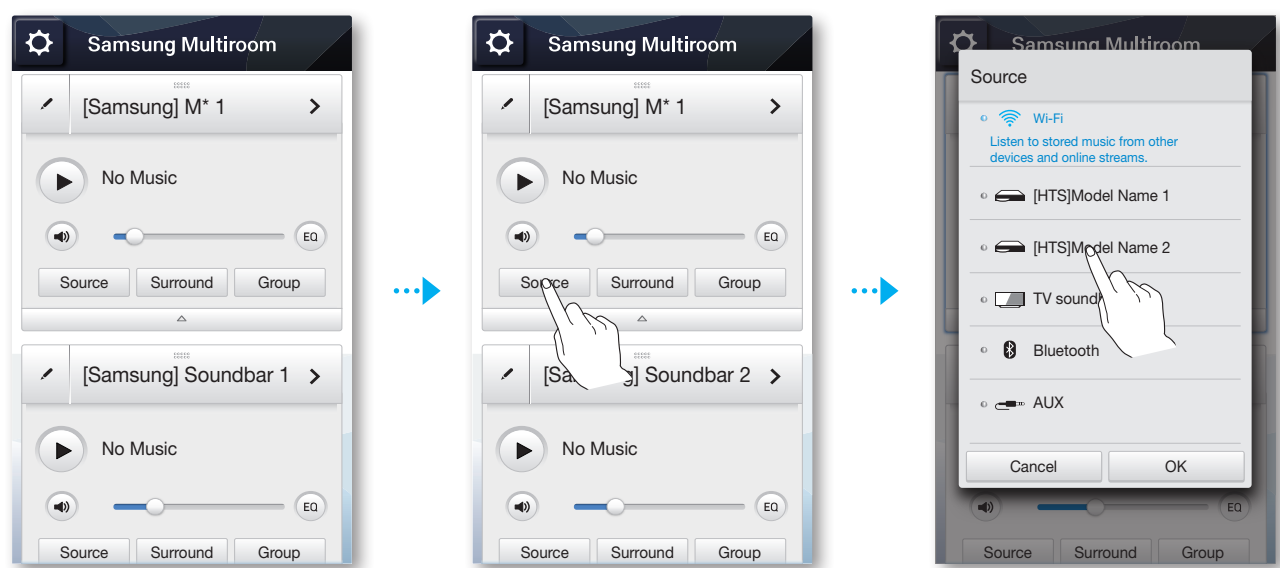 Samsung Multiroom
[Samsung] M* 1
No Music
EQ
Source Surround Group
[Samsung] Soundbar 1
No Music
EQ
Source Surround Group
Samsung Multiroom
[Samsung] M* 1
No Music
EQ
Source Surround Group
Soundbar 2
No Music
EQ
Source Surround Group
Samsung Multiroom
Source
Wi-Fi
Listen to stored music from other
devices and online streams.
[HTS]Model Name 1
[HTS]Model Name 2
TV
Bluetooth
AUX
Cancel OK
EQ
Source Surround Group